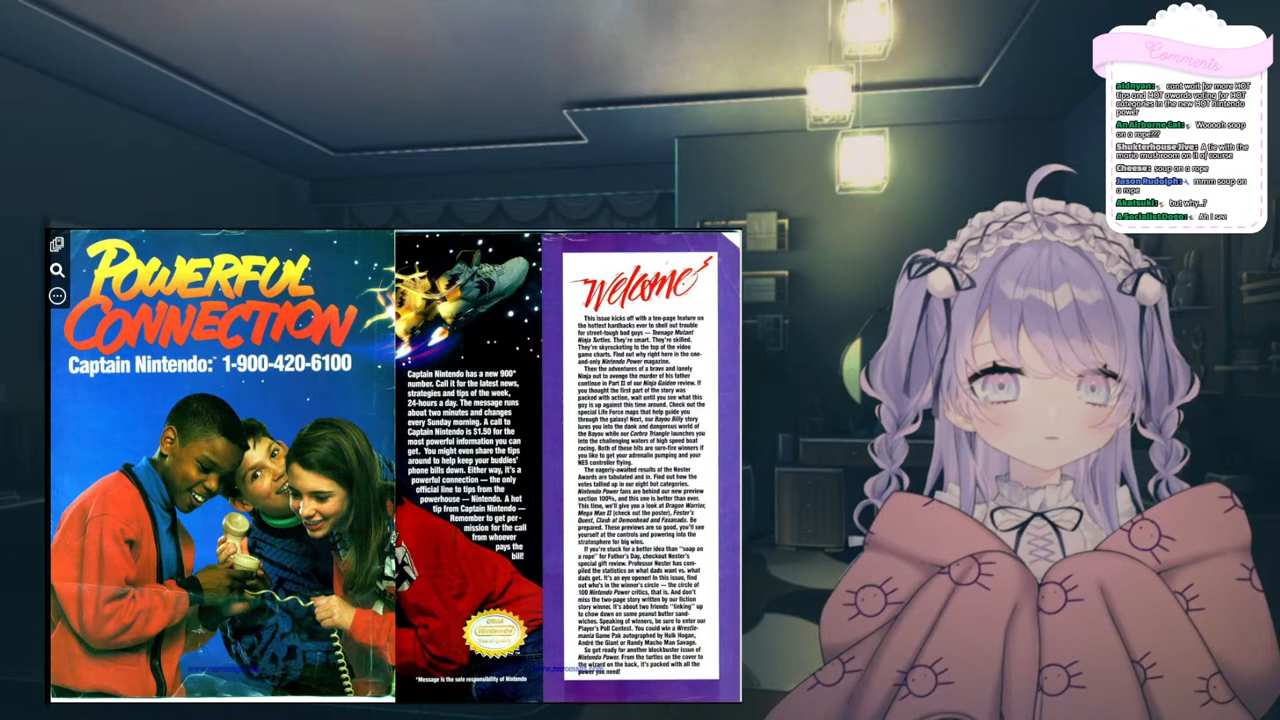 POWERFUL
CONNECTION
Captain Nintendo:™ 1-900-420-6100
Captain Nintendo has a new 900*
number. Call it for the latest news,
strategies and tips of the week,
24-hours a day. The message runs
about two minutes and changes
every Sunday morning. A call to
Captain Nintendo is $1.50 for the
most powerful information you can
get. You might even share the tips
around to help keep your buddies'
phone bills down. Either way, it's a
powerful connection — the only
official line to tips from the
powerhouse — Nintendo. A hot
tip from Captain Nintendo —
Remember to get per-
mission for the call
from whoever
pays the
bill!
*Message is the sole responsibility of Nintendo
Welcome
This issue kicks off with a ten-page feature on
the hottest hardbacks ever to shell out trouble
for street-tough bad guys — Teenage Mutant
Ninja Turtles. They're smart. They're skilled.
They're skyrocketing to the top of the video
game charts. Find out why right here in the one-
and-only Nintendo Power magazine.
Then the adventures of a brave and lonely
Ninja out to avenge the murder of his father
continue in Part II of our Ninja Gaiden review. If
you thought the first part of the story was
packed with action, wait until you see what this
guy is up against this time around. Check out the
special Life Force maps that help guide you
through the galaxy! Next, our Bayou Billy story
lures you into the dank and dangerous world of
the Bayou while our Cobra Triangle launches you
into the challenging waters of high speed boat
racing. Both of these hits are sure-fire winners if
you like to get your adrenalin pumping and your
NES controller flying.
The eagerly-awaited results of the Nester
Awards are tabulated and in. Find out how the
votes tallied up in our eight hot categories.
Nintendo Power fans are behind our new preview
section 100%, and this one is better than ever.
This time, we'll give you a look at Dragon Warrior,
Mega Man II (check out the poster), Fester's
Quest, Clash at Demonhead and Faxanadu. Be
prepared. These previews are so good, you'll see
yourself at the controls and powering into the
stratosphere for big wins.
If you're stuck for a better idea than "soap on
a rope" for Father's Day, checkout Nester's
special gift review. Professor Nester has com-
piled the statistics on what dads want vs. what
dads get. It's an eye opener! In this issue, find
out who's in the winner's circle — the circle of
100 Nintendo Power critics, that is. And don't
miss the two-page story written by our fiction
story winner. It's about two friends "linking" up
to chow down on some peanut butter sand-
wiches. Speaking of winners, be sure to enter our
Player's Poll Contest. You could win a Wrestle-
mania Game Pak autographed by Hulk Hogan,
André the Giant or Randy Macho Man Savage.
So get ready for another blockbuster issue of
Nintendo Power. From the turtles on the cover to
the wizard on the back, it's packed with all the
power you need!
Comments
aidnyan: cant wait for more HOT
tips and HOT awards voting for HOT
categories in the new HOT nintendo
power
An Airborne Cat: Woooah soap
on a rope???
ShukterhouseJive: A tie with the
mario mushroom on it of course
Cheese: soup on a rope
Jason Rudolph: mmm soup on
a rope
Akatsuki: but why..?
A Socialist Dogo: Ah I see